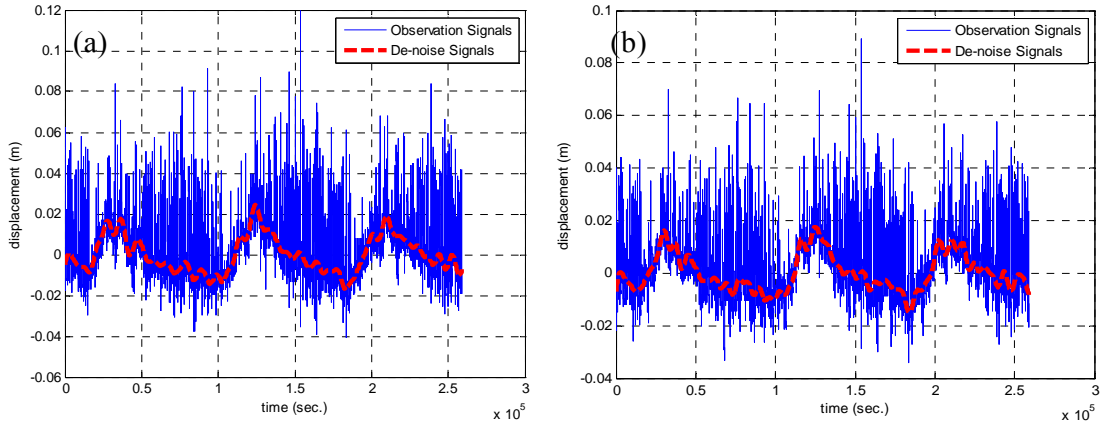 (a)
Observation Signals
De-noise Signals
0.12
0.1
0.08
0.06
0.04
0.02
0
-0.02
-0.04
-0.06
displacement (m)
0 0.5 1 1.5 2 2.5 3
time (sec.)
x 10^5
(b)
Observation Signals
De-noise Signals
0.1
0.08
0.06
0.04
0.02
0
-0.02
-0.04
displacement (m)
0 0.5 1 1.5 2 2.5 3
time (sec.)
x 10^5